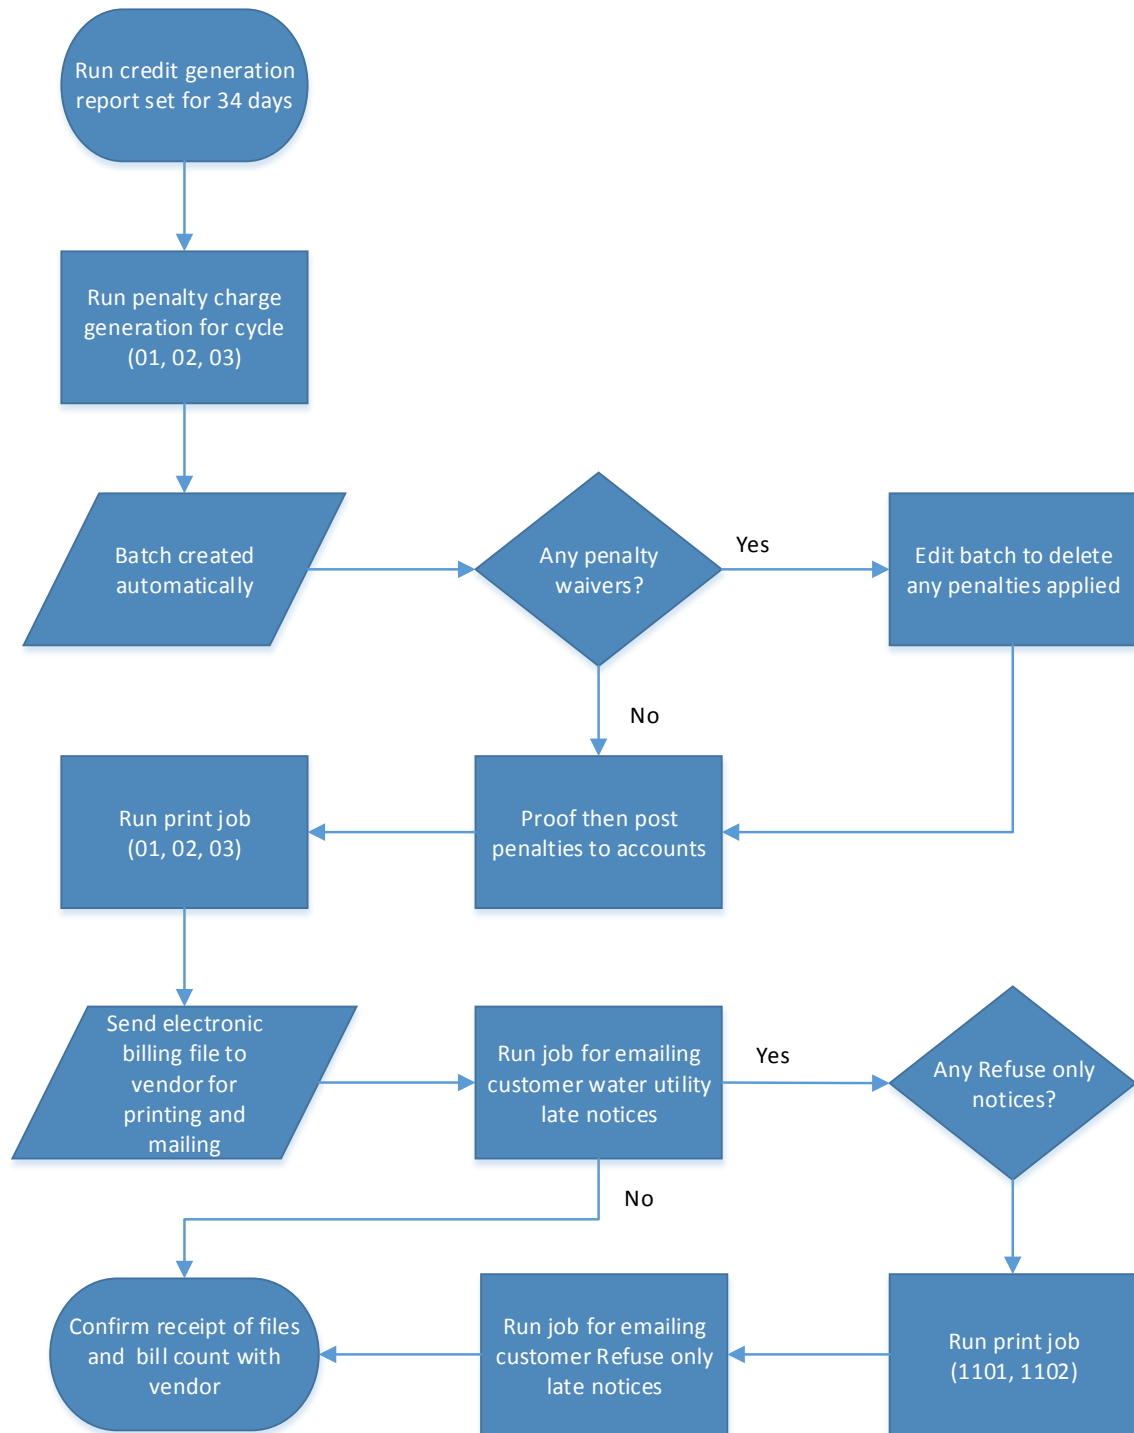 Run credit generation
report set for 34 days
Run penalty charge
generation for cycle
(01, 02, 03)
Batch created
automatically
Any penalty
waivers?
Yes
Edit batch to delete
any penalties applied
No
Run print job
(01, 02, 03)
Proof then post
penalties to accounts
Send electronic
billing file to
vendor for
printing and
mailing
Run job for emailing
customer water utility
late notices
Yes
Any Refuse only
notices?
No
Confirm receipt of files
and bill count with
vendor
Run job for emailing
customer Refuse only
late notices
Run print job
(1101, 1102)